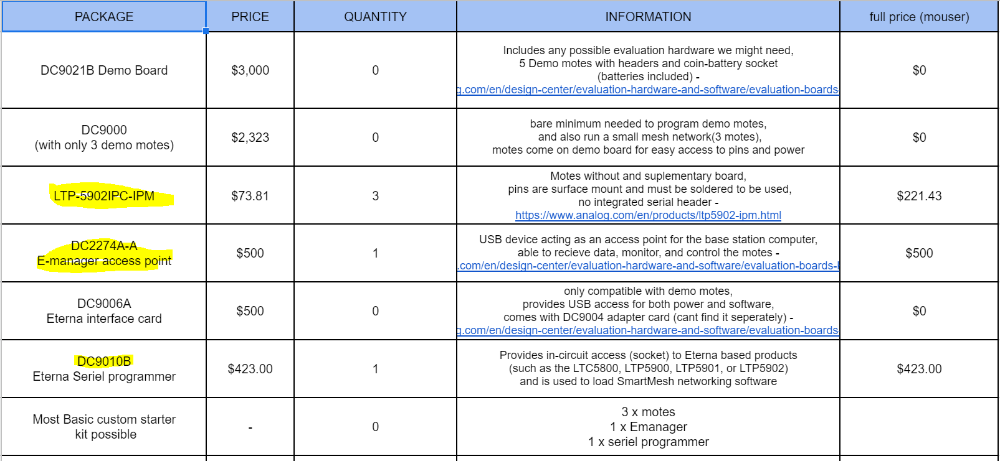 PACKAGE PRICE QUANTITY INFORMATION full price (mouser)
DC9021B Demo Board $3,000 0
Includes any possible evaluation hardware we might need,
5 Demo motes with headers and coin-battery socket
(batteries included) -
g.com/en/design-center/evaluation-hardware-and-software/evaluation-boards-
$0
DC9000
(with only 3 demo motes)
$2,323 0
bare minimum needed to program demo motes,
and also run a small mesh network(3 motes),
motes come on demo board for easy access to pins and power
$0
LTP-5902IPC-IPM $73.81 3
Motes without and suplementary board,
pins are surface mount and must be soldered to be used,
no integrated serial header -
https://www.analog.com/en/products/ltp5902-ipm.html
$221.43
DC2274A-A
E-manager access point
$500 1
USB device acting as an access point for the base station computer,
able to recieve data, monitor, and control the motes -
.com/en/design-center/evaluation-hardware-and-software/evaluation-boards-
$500
DC9006A
Eterna interface card
$500 0
only compatible with demo motes,
provides USB access for both power and software,
comes with DC9004 adapter card (cant find it seperately) -
g.com/en/design-center/evaluation-hardware-and-software/evaluation-boards-
$0
DC9010B
Eterna Seriel programmer
$423.00 1
Provides in-circuit access (socket) to Eterna based products
(such as the LTC5800, LTP5900, LTP5901, or LTP5902)
and is used to load SmartMesh networking software
$423.00
Most Basic custom starter
kit possible
- 0
3 x motes
1 x Emanager
1 x seriel programmer